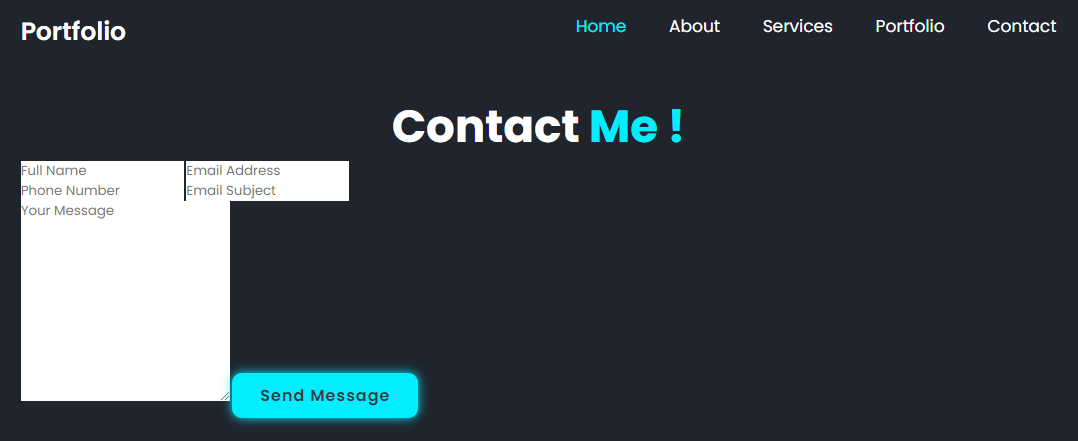 Portfolio
Home About Services Portfolio Contact
Contact Me !
Full Name Email Address
Phone Number Email Subject
Your Message
Send Message